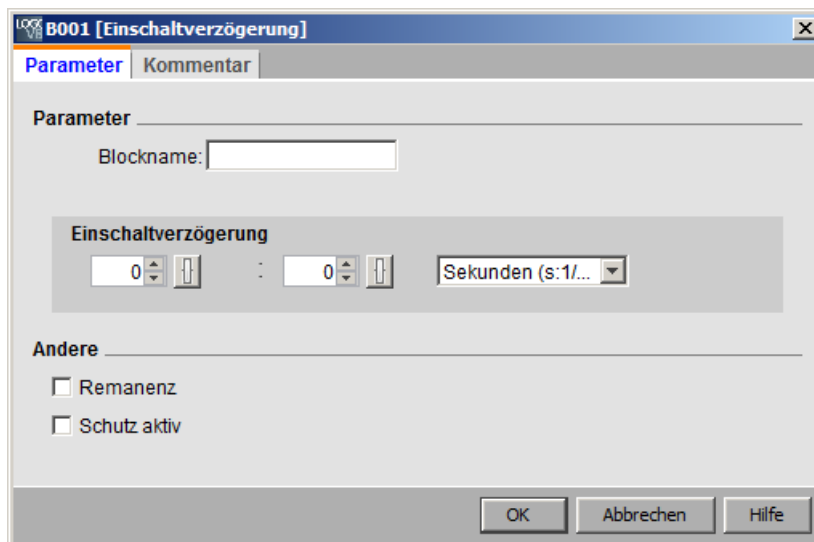 B001 [Einschaltverzögerung]
Parameter Kommentar
Parameter
Blockname:
Einschaltverzögerung
0 : 0 Sekunden (s:1/...
Andere
Remanenz
Schutz aktiv
OK Abbrechen Hilfe